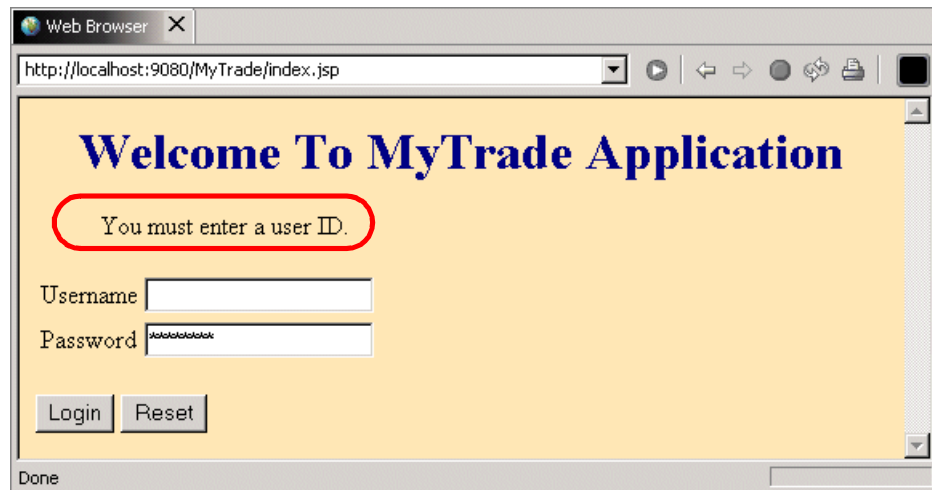 Web Browser
http://localhost:9080/MyTrade/index.jsp
Welcome To MyTrade Application
You must enter a user ID.
Username
Password **********
Login Reset
Done